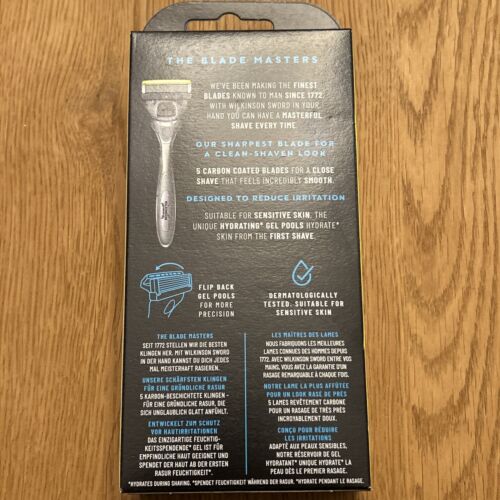 THE BLADE MASTERS
WE'VE BEEN MAKING THE FINEST
BLADES KNOWN TO MAN SINCE 1772.
WITH WILKINSON SWORD IN YOUR
HAND YOU CAN HAVE A MASTERFUL
SHAVE EVERY TIME.
OUR SHARPEST BLADE FOR
A CLEAN-SHAVEN LOOK
5 CARBON COATED BLADES FOR A CLOSE
SHAVE THAT FEELS INCREDIBLY SMOOTH.
DESIGNED TO REDUCE IRRITATION
SUITABLE FOR SENSITIVE SKIN, THE
UNIQUE HYDRATING* GEL POOLS HYDRATE*
SKIN FROM THE FIRST SHAVE.
FLIP BACK
GEL POOLS
FOR MORE
PRECISION
DERMATOLOGICALLY
TESTED: SUITABLE FOR
SENSITIVE SKIN
THE BLADE MASTERS
SEIT 1772 STELLEN WIR DIE BESTEN
KLINGEN HER. MIT WILKINSON SWORD
IN DER HAND KANNST DU DICH JEDES
MAL MEISTERHAFT RASIEREN.
UNSERE SCHÄRFSTEN KLINGEN
FÜR EINE GRÜNDLICHE RASUR
5 KARBON-BESCHICHTETE KLINGEN –
FÜR EINE GRÜNDLICHE RASUR, DIE
SICH UNGLAUBLICH GLATT ANFÜHLT.
ENTWICKELT ZUM SCHUTZ
VOR HAUTIRRITATIONEN
DAS EINZIGARTIGE FEUCHTIG-
KEITSSPENDENDE* GEL IST FÜR
EMPFINDLICHE HAUT GEEIGNET UND
SPENDET DER HAUT AB DER ERSTEN
RASUR FEUCHTIGKEIT*.
LES MAÎTRES DES LAMES
NOUS FABRIQUONS LES MEILLEURES
LAMES CONNUES DES HOMMES DEPUIS
1772. AVEC WILKINSON SWORD ENTRE VOS
MAINS, VOUS AVEZ LA GARANTIE D'UN
RASAGE REMARQUABLE À CHAQUE FOIS.
NOTRE LAME LA PLUS AFFUTÉE
POUR UN LOOK RASÉ DE PRÈS
5 LAMES REVÊTEMENT CARBONE
POUR UN RASAGE DE TRÈS PRÈS
INCROYABLEMENT DOUX.
CONÇU POUR RÉDUIRE
LES IRRITATIONS
ADAPTÉ AUX PEAUX SENSIBLES,
NOTRE RÉSERVOIR DE GEL
HYDRATANT* UNIQUE HYDRATE* LA
PEAU DÈS LE PREMIER RASAGE.
*HYDRATES DURING SHAVING. *SPENDET FEUCHTIGKEIT WÄHREND DER RASUR. *HYDRATE PENDANT LE RASAGE.